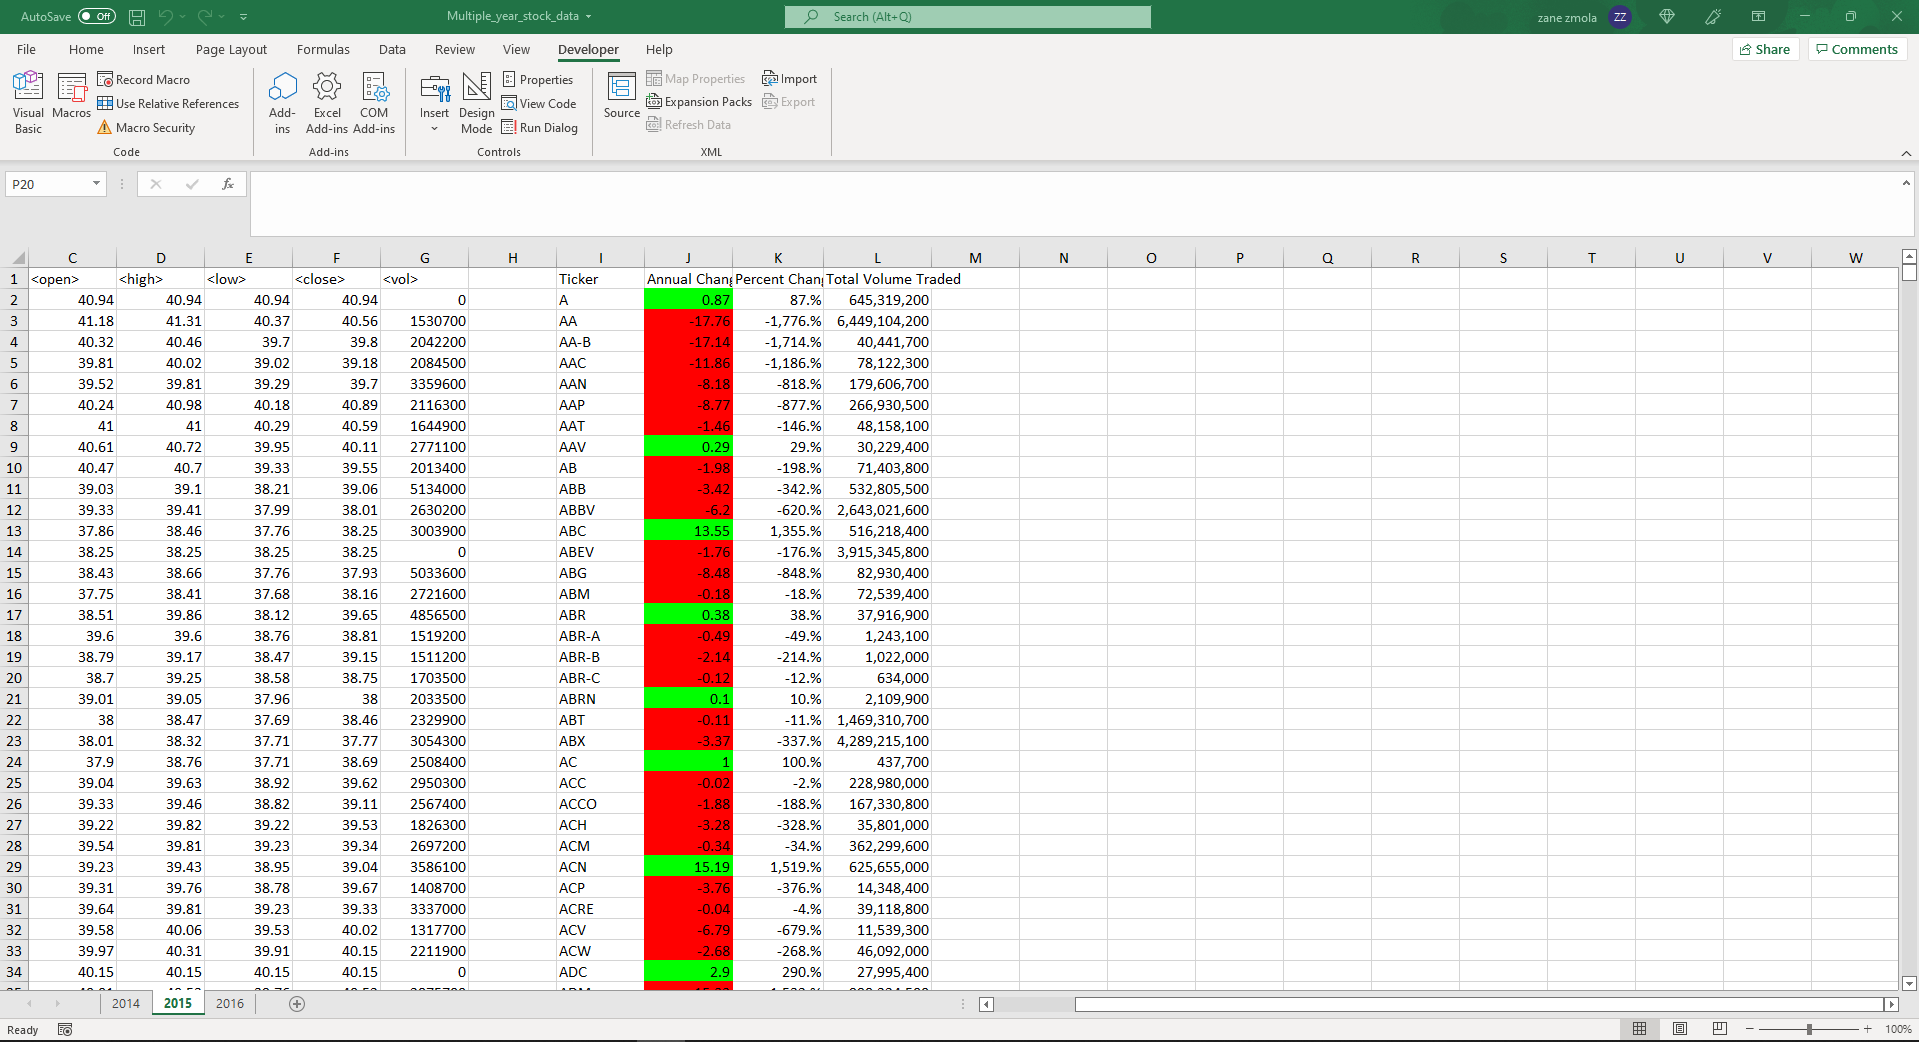 AutoSave Off Multiple_year_stock_data Search (Alt+Q) zane zmola ZZ
File Home Insert Page Layout Formulas Data Review View Developer Help Share Comments
Visual Basic
Macros
Record Macro
Use Relative References
Macro Security
Code
Add-ins
Excel Add-ins
COM Add-ins
Add-ins
Insert
Design Mode
Properties
View Code
Run Dialog
Controls
Source
Map Properties
Expansion Packs
Refresh Data
Import
Export
XML
P20 fx
C D E F G H I J K L M N O P Q R S T U V W
1 <open> <high> <low> <close> <vol> Ticker Annual Chang Percent Chan Total Volume Traded
2 40.94 40.94 40.94 40.94 0 A 0.87 87.% 645,319,200
3 41.18 41.31 40.37 40.56 1530700 AA -17.76 -1,776.% 6,449,104,200
4 40.32 40.46 39.7 39.8 2042200 AA-B -17.14 -1,714.% 40,441,700
5 39.81 40.02 39.02 39.18 2084500 AAC -11.86 -1,186.% 78,122,300
6 39.52 39.81 39.29 39.7 3359600 AAN -8.18 -818.% 179,606,700
7 40.24 40.98 40.18 40.89 2116300 AAP -8.77 -877.% 266,930,500
8 41 41 40.29 40.59 1644900 AAT -1.46 -146.% 48,158,100
9 40.61 40.72 39.95 40.11 2771100 AAV 0.29 29.% 30,229,400
10 40.47 40.7 39.33 39.55 2013400 AB -1.98 -198.% 71,403,800
11 39.03 39.1 38.21 39.06 5134000 ABB -3.42 -342.% 532,805,500
12 39.33 39.41 37.99 38.01 2630200 ABBV -6.2 -620.% 2,643,021,600
13 37.86 38.46 37.76 38.25 3003900 ABC 13.55 1,355.% 516,218,400
14 38.25 38.25 38.25 38.25 0 ABEV -1.76 -176.% 3,915,345,800
15 38.43 38.66 37.76 37.93 5033600 ABG -8.48 -848.% 82,930,400
16 37.75 38.41 37.68 38.16 2721600 ABM -0.18 -18.% 72,539,400
17 38.51 39.86 38.12 39.65 4856500 ABR 0.38 38.% 37,916,900
18 39.6 39.6 38.76 38.81 1519200 ABR-A -0.49 -49.% 1,243,100
19 38.79 39.17 38.47 39.15 1511200 ABR-B -2.14 -214.% 1,022,000
20 38.7 39.25 38.58 38.75 1703500 ABR-C -0.12 -12.% 634,000
21 39.01 39.05 37.96 38 2033500 ABRN 0.1 10.% 2,109,900
22 38 38.47 37.69 38.46 2329900 ABT -0.11 -11.% 1,469,310,700
23 38.01 38.32 37.71 37.77 3054300 ABX -3.37 -337.% 4,289,215,100
24 37.9 38.76 37.71 38.69 2508400 AC 1 100.% 437,700
25 39.04 39.63 38.92 39.62 2950300 ACC -0.02 -2.% 228,980,000
26 39.33 39.46 38.82 39.11 2567400 ACCO -1.88 -188.% 167,330,800
27 39.22 39.82 39.22 39.53 1826300 ACH -3.28 -328.% 35,801,000
28 39.54 39.81 39.23 39.34 2697200 ACM -0.34 -34.% 362,299,600
29 39.23 39.43 38.95 39.04 3586100 ACN 15.19 1,519.% 625,655,000
30 39.31 39.76 38.78 39.67 1408700 ACP -3.76 -376.% 14,348,400
31 39.64 39.81 39.23 39.33 3337000 ACRE -0.04 -4.% 39,118,800
32 39.58 40.06 39.53 40.02 1317700 ACV -6.79 -679.% 11,539,300
33 39.97 40.31 39.91 40.15 2211900 ACW -2.68 -268.% 46,092,000
34 40.15 40.15 40.15 40.15 0 ADC 2.9 290.% 27,995,400
2014 2015 2016
Ready 100%